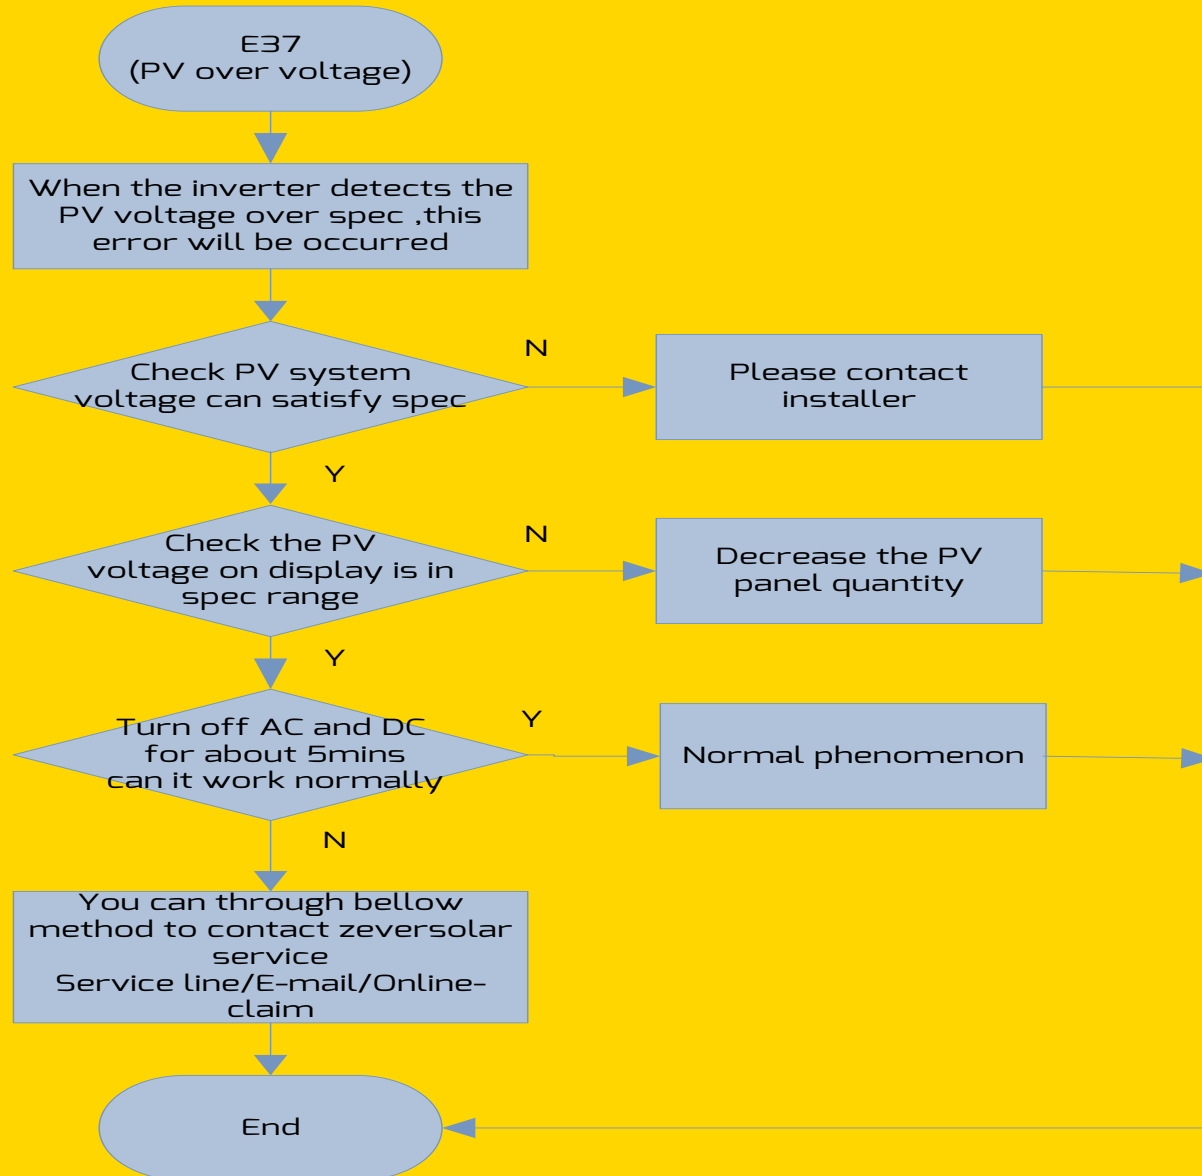 E37
(PV over voltage)
When the inverter detects the
PV voltage over spec ,this
error will be occurred
Check PV system
voltage can satisfy spec
N
Please contact
installer
Y
Check the PV
voltage on display is in
spec range
N
Decrease the PV
panel quantity
Y
Turn off AC and DC
for about 5mins
can it work normally
Y
Normal phenomenon
N
You can through bellow
method to contact zeversolar
service
Service line/E-mail/Online-
claim
End